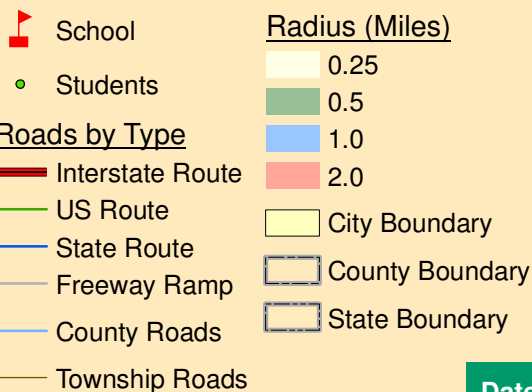 School
Students
Roads by Type
Interstate Route
US Route
State Route
Freeway Ramp
County Roads
Township Roads
Radius (Miles)
0.25
0.5
1.0
2.0
City Boundary
County Boundary
State Boundary
Date